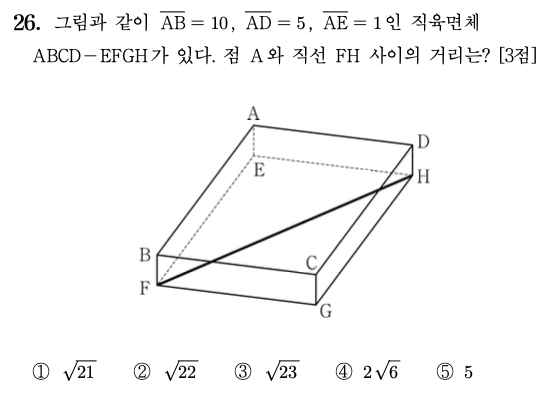 26. 그림과 같이 $\overline{AB}=10$, $\overline{AD}=5$, $\overline{AE}=1$인 직육면체
ABCD-EFGH가 있다. 점 A와 직선 FH 사이의 거리는? [3점]
A
D
E
H
B
C
F
G
① $\sqrt{21}$ ② $\sqrt{22}$ ③ $\sqrt{23}$ ④ $2\sqrt{6}$ ⑤ 5